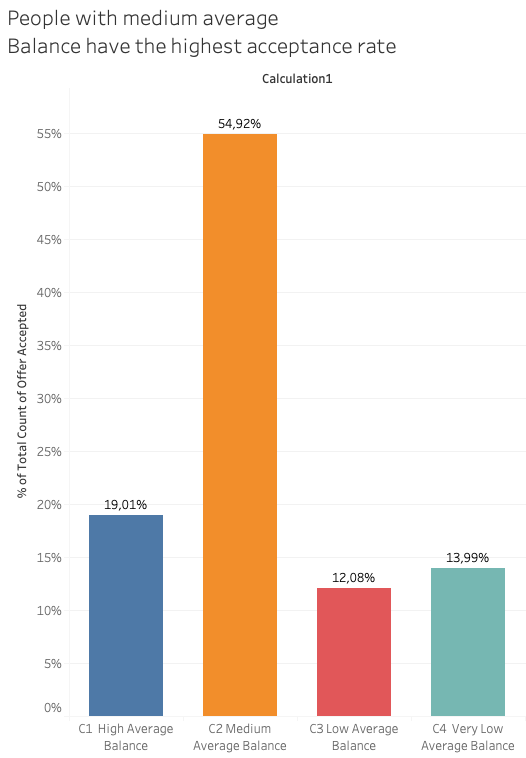 People with medium average
Balance have the highest acceptance rate
Calculation1
% of Total Count of Offer Accepted
55%
50%
45%
40%
35%
30%
25%
20%
15%
10%
5%
0%
19,01%
54,92%
12,08%
13,99%
C1 High Average
Balance
C2 Medium
Average Balance
C3 Low Average
Balance
C4 Very Low
Average Balance